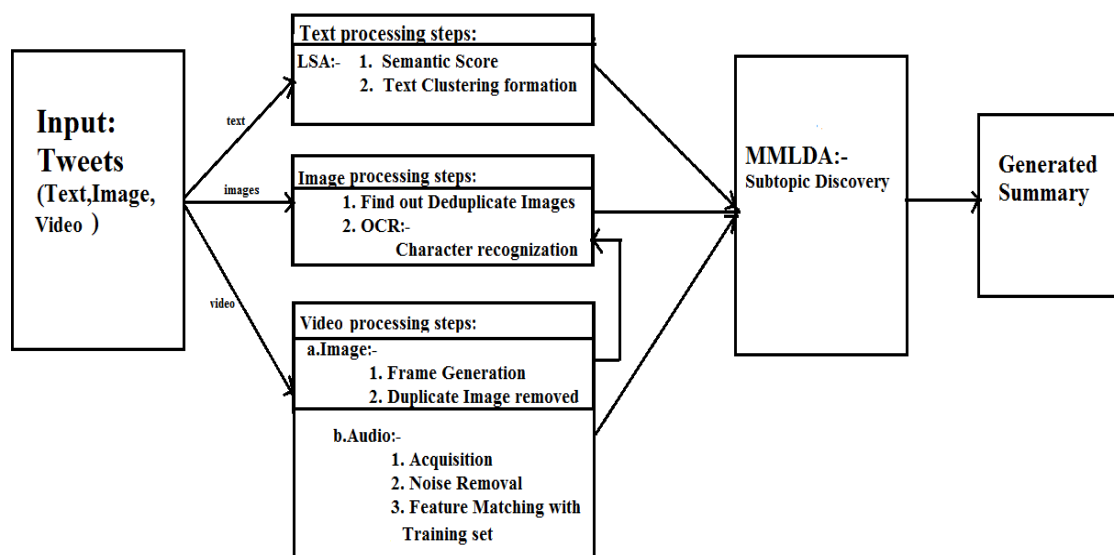 Input:
Tweets
(Text,Image,
Video )
text
images
video
Text processing steps:
LSA:- 1. Semantic Score
2. Text Clustering formation
Image processing steps:
1. Find out Deduplicate Images
2. OCR:-
Character recognization
Video processing steps:
a.Image:-
1. Frame Generation
2. Duplicate Image removed
b.Audio:-
1. Acquisition
2. Noise Removal
3. Feature Matching with
Training set
MMLDA:-
Subtopic Discovery
Generated
Summary